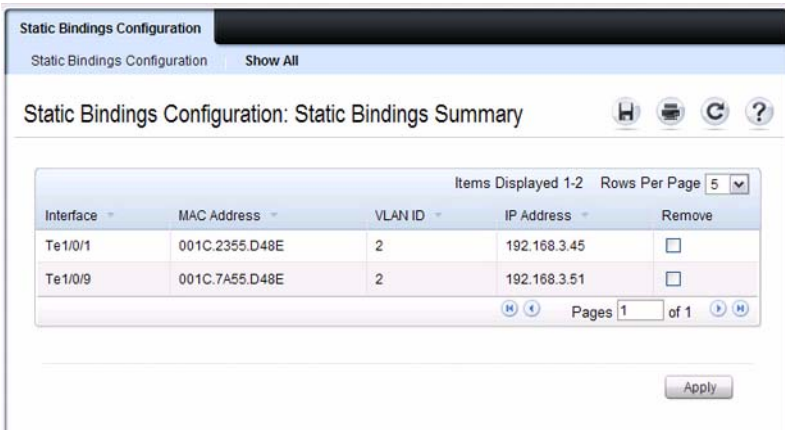 Static Bindings Configuration
Static Bindings Configuration Show All
Static Bindings Configuration: Static Bindings Summary ?
Items Displayed 1-2 Rows Per Page 5
Interface MAC Address VLAN ID IP Address Remove
Te1/0/1 001C.2355.D48E 2 192.168.3.45
Te1/0/9 001C.7A55.D48E 2 192.168.3.51
Pages 1 of 1
Apply